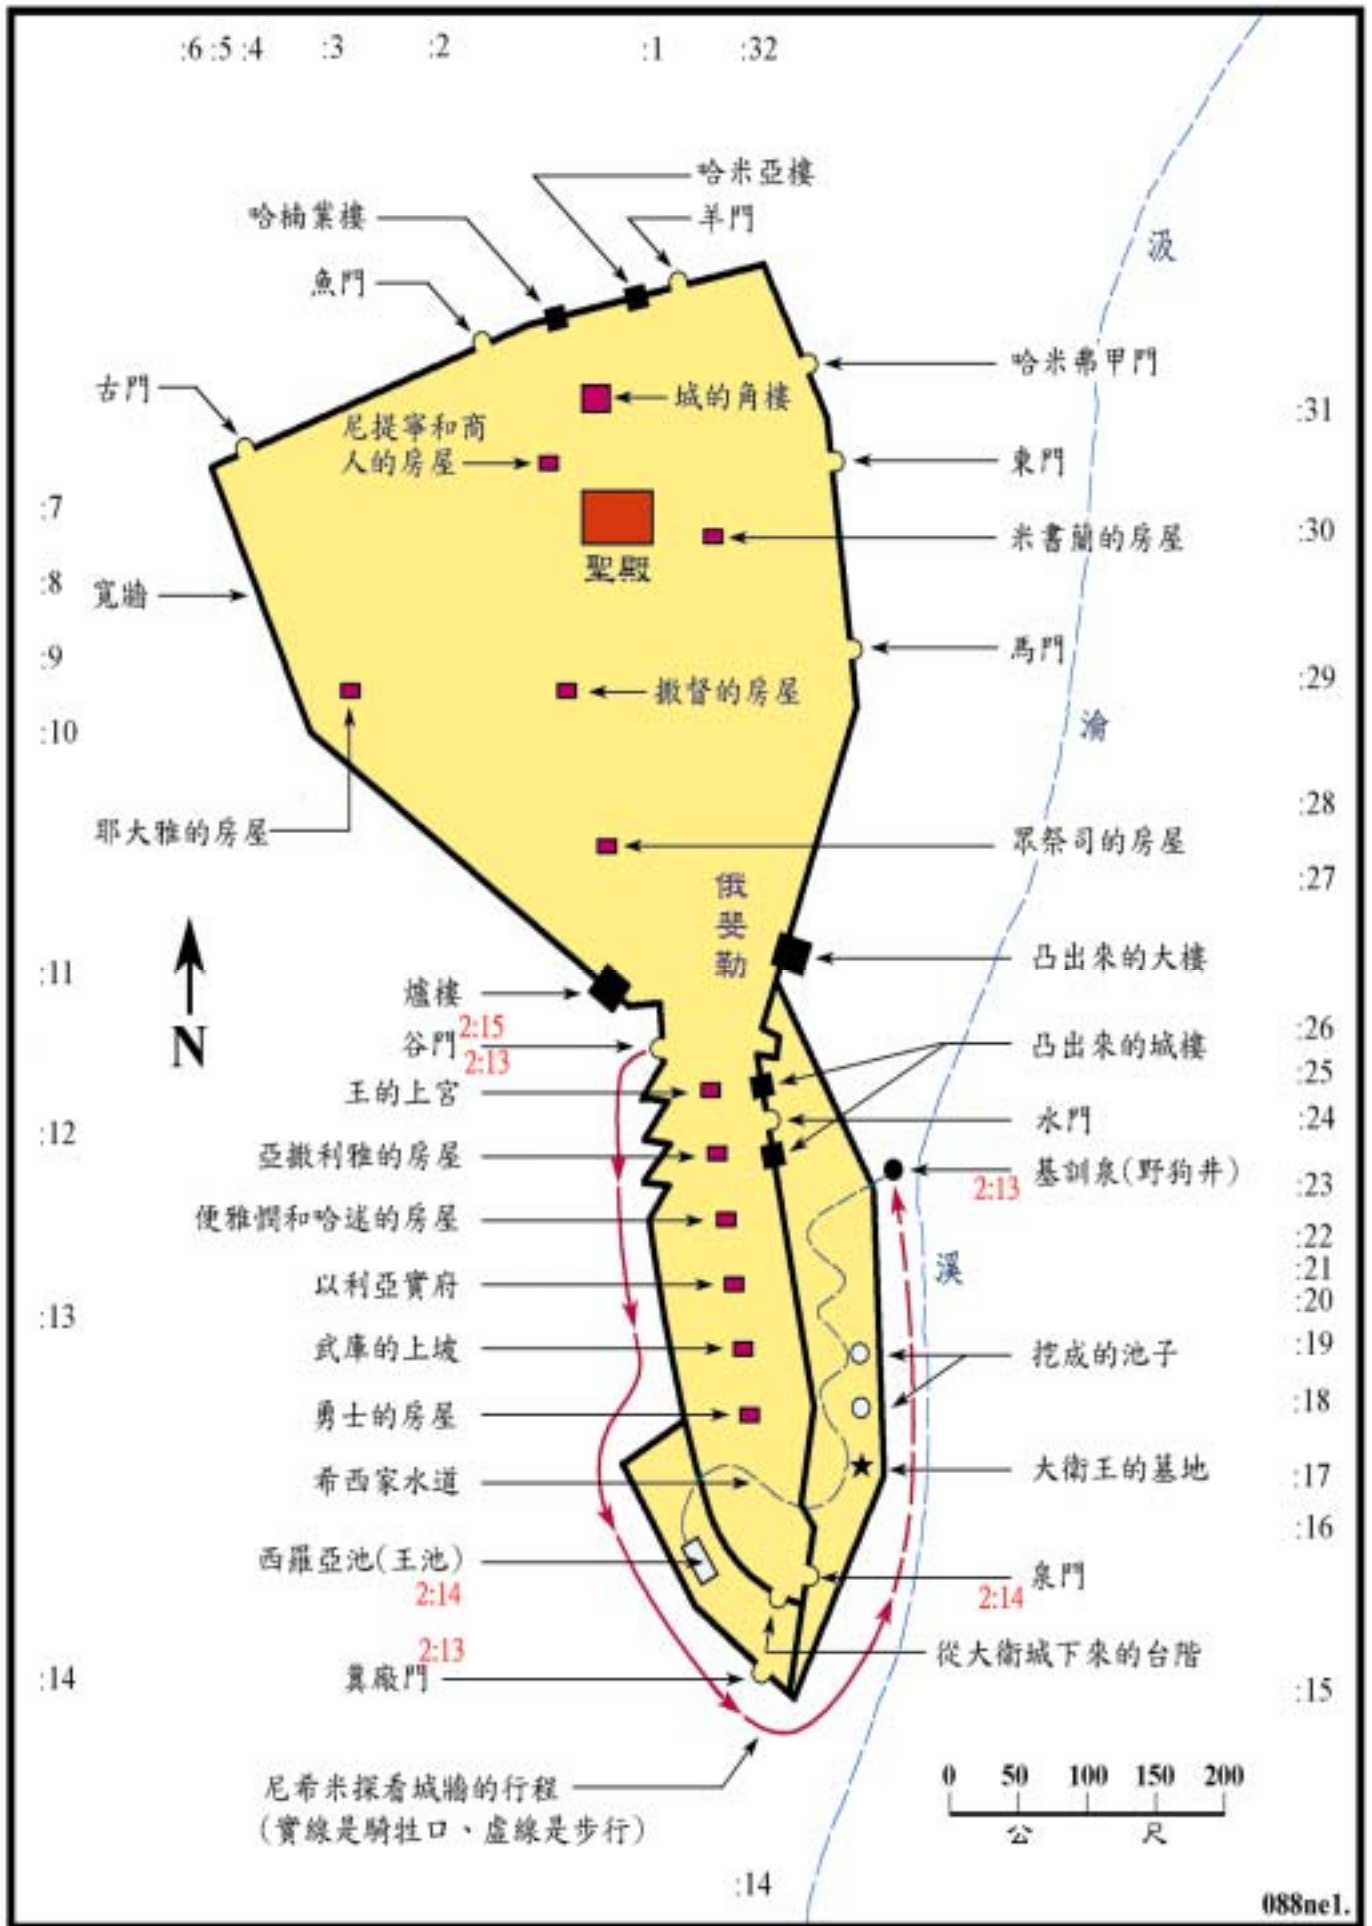 :6 :5 :4 :3 :2 :1 :32
哈米亞樓
哈楠業樓
羊門
魚門
汲
哈米弗甲門
古門
城的角樓
:31
尼提寧和商
人的房屋
東門
:7
:30
米書蘭的房屋
聖殿
:8
寬牆
:9
馬門
:29
撒督的房屋
:10
淪
:28
耶大雅的房屋
眾祭司的房屋
:27
俄斐勒
凸出來的大樓
:11
爐樓
N
谷門
2:15
2:13
:26
凸出來的城樓
:25
王的上宮
:24
水門
:12
亞撒利雅的房屋
基訓泉(野狗井)
2:13
:23
便雅憫和哈述的房屋
:22
溪
:21
以利亞實府
:20
:13
武庫的上坡
挖成的池子
:19
:18
勇士的房屋
希西家水道
大衛王的墓地
:17
:16
西羅亞池(王池)
2:14
泉門
2:14
2:13
糞廠門
從大衛城下來的台階
:14
:15
尼希米探看城牆的行程
(實線是騎牲口、虛線是步行)
0 50 100 150 200
公尺
:14
088ne1.